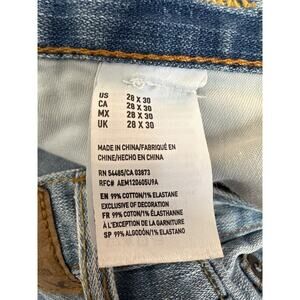 US 28 X 30
CA 28 X 30
MX 28 X 30
UK 28 X 30
MADE IN CHINA/FABRIQUÉ EN
CHINE/HECHO EN CHINA
RN 54485/CA 03873
RFC# AEM120605U9A
EN 99% COTTON/1% ELASTANE
EXCLUSIVE OF DECORATION
FR 99% COTON/1% ÉLASTHANNE
À L'EXCEPTION DE LA GARNITURE
SP 99% ALGODÓN/1% ELASTANO